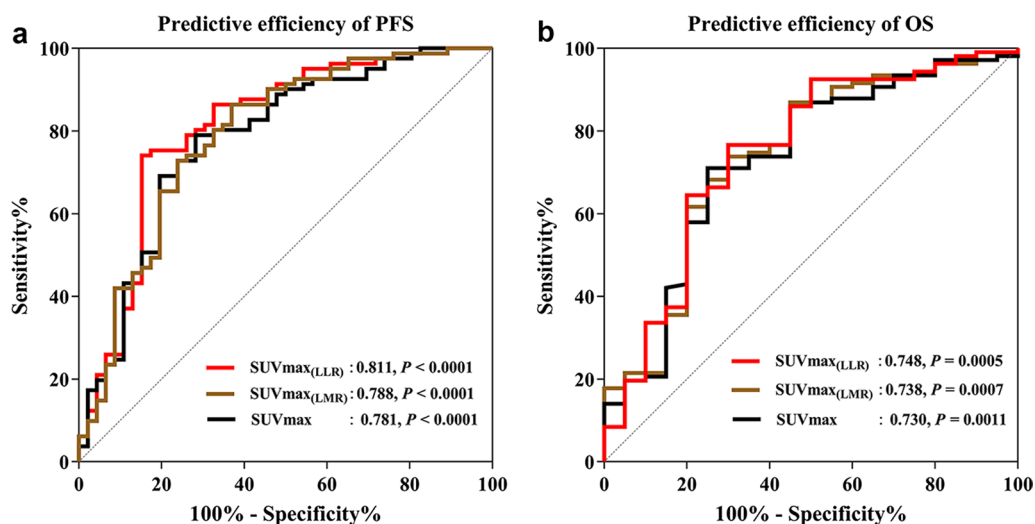 a
Predictive efficiency of PFS
100
80
60
40
20
0
Sensitivity%
SUVmax(LLR) : 0.811, P < 0.0001
SUVmax(LMR) : 0.788, P < 0.0001
SUVmax : 0.781, P < 0.0001
0 20 40 60 80 100
100% - Specificity%
b
Predictive efficiency of OS
100
80
60
40
20
0
Sensitivity%
SUVmax(LLR) : 0.748, P = 0.0005
SUVmax(LMR) : 0.738, P = 0.0007
SUVmax : 0.730, P = 0.0011
0 20 40 60 80 100
100% - Specificity%